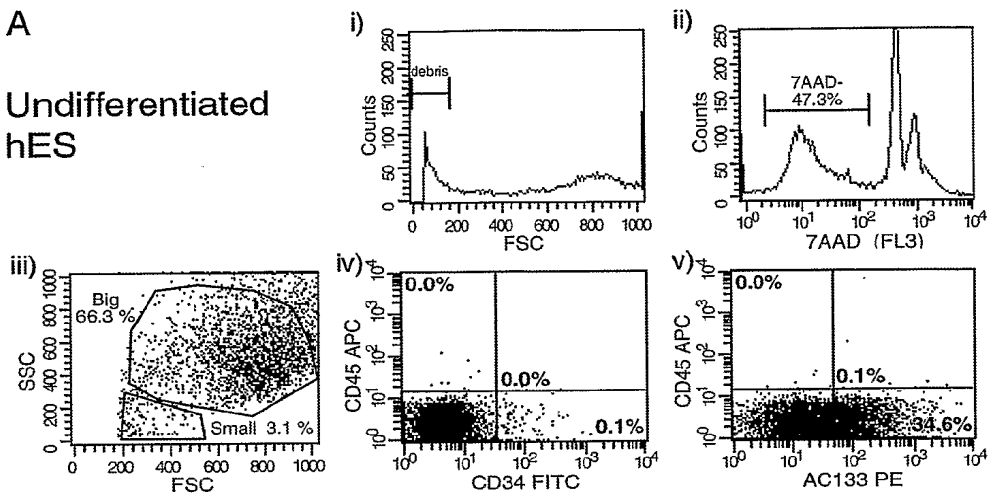 A
Undifferentiated
hES
i)
Counts
250
200
150
100
50
0
debris
0 200 400 600 800 1000
FSC
ii)
Counts
250
200
150
100
50
0
7AAD-
47.3%
10^0 10^1 10^2 10^3 10^4
7AAD (FL3)
iii)
SSC
1000
800
600
400
200
0
Big
66.3 %
Small 3.1 %
0 200 400 600 800 1000
FSC
iv)
CD45 APC
10^4
10^3
10^2
10^1
10^0
0.0%
0.0%
0.1%
10^0 10^1 10^2 10^3 10^4
CD34 FITC
v)
CD45 APC
10^4
10^3
10^2
10^1
10^0
0.0%
0.1%
34.6%
10^0 10^1 10^2 10^3 10^4
AC133 PE